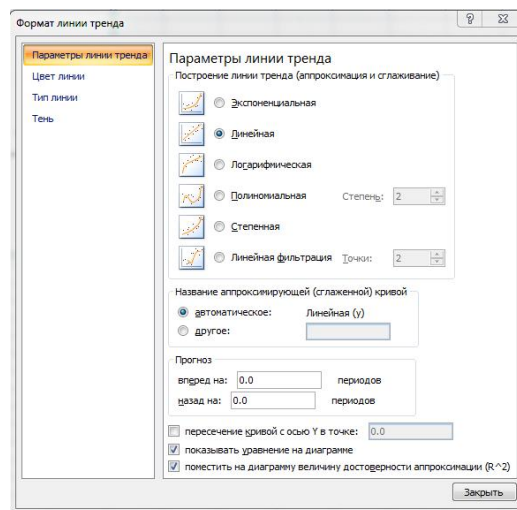 Формат линии тренда
Параметры линии тренда
Цвет линии
Тип линии
Тень
Параметры линии тренда
Построение линии тренда (аппроксимация и сглаживание)
Экспоненциальная
Линейная
Логарифмическая
Полиномиальная Степень: 2
Степенная
Линейная фильтрация Точки: 2
Название аппроксимирующей (сглаженной) кривой
автоматическое: Линейная (y)
другое:
Прогноз
вперед на: 0.0 периодов
назад на: 0.0 периодов
пересечение кривой с осью Y в точке: 0.0
показывать уравнение на диаграмме
поместить на диаграмму величину достоверности аппроксимации (R^2)
Закрыть